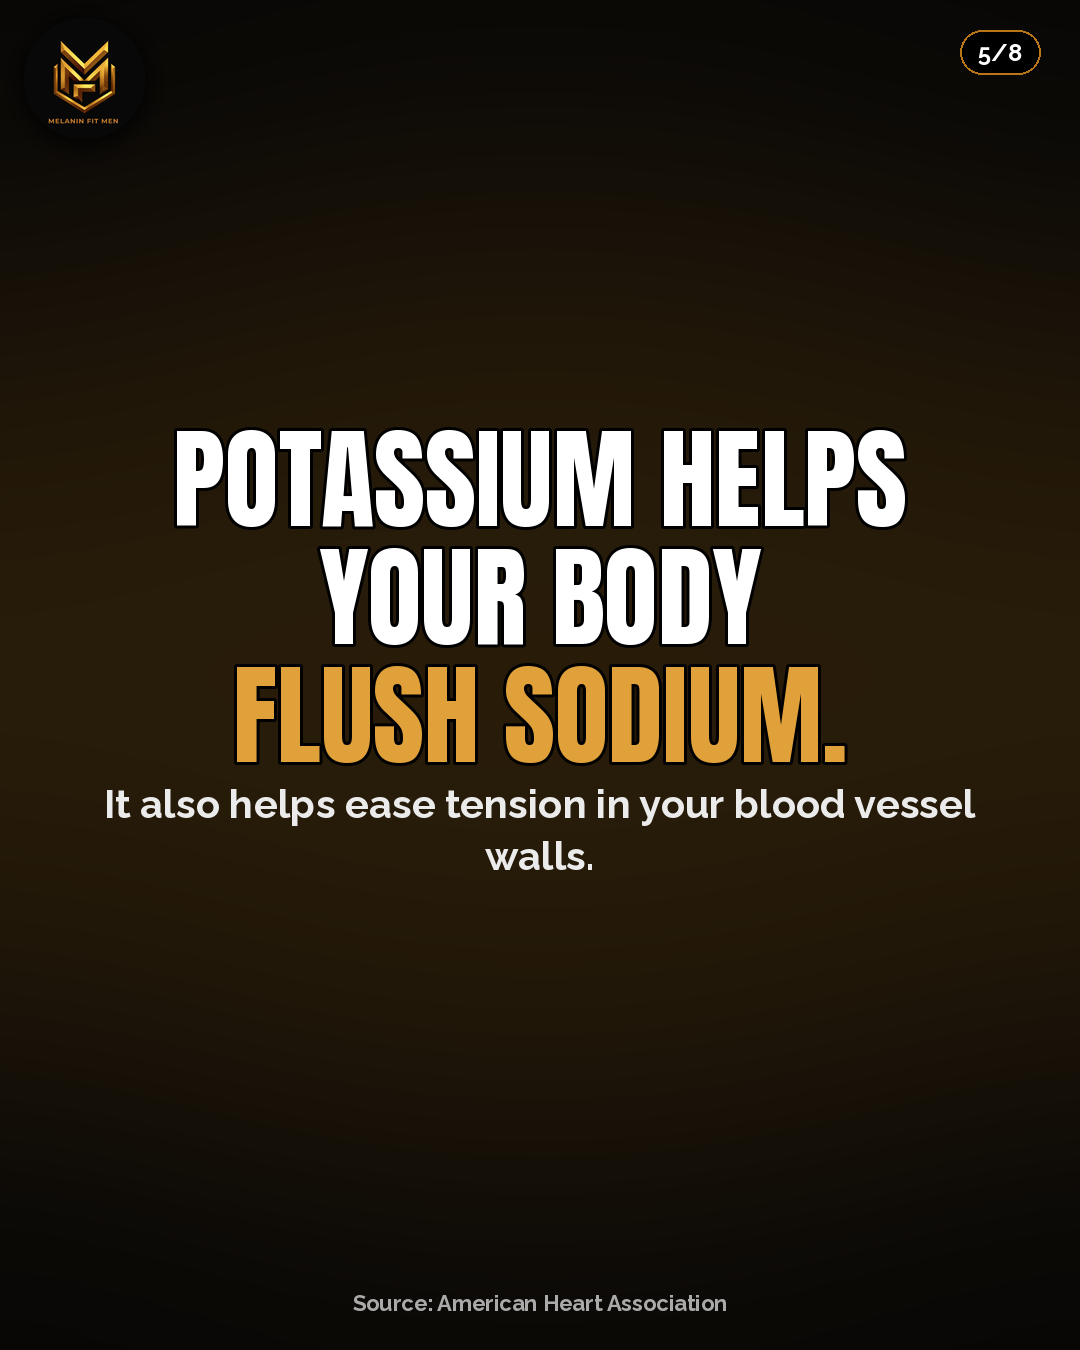 MELANIN FIT MEN
5/8
POTASSIUM HELPS
YOUR BODY
FLUSH SODIUM.
It also helps ease tension in your blood vessel
walls.
Source: American Heart Association